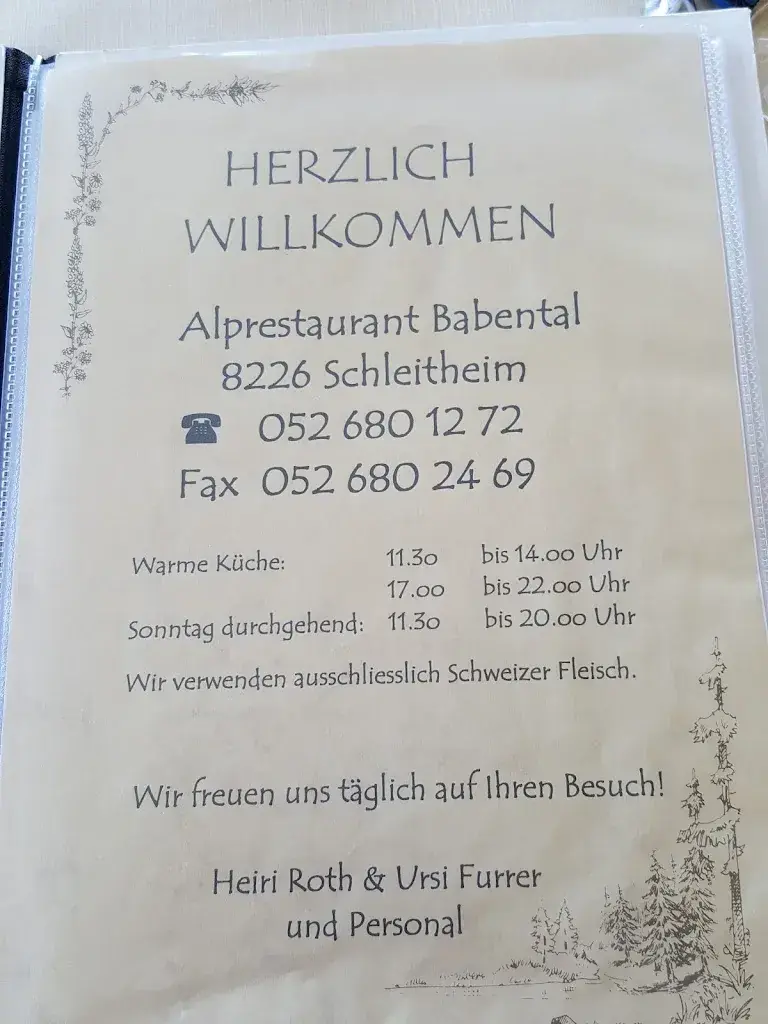 HERZLICH
WILLKOMMEN
Alprestaurant Babental
8226 Schleitheim
☎ 052 680 12 72
Fax 052 680 24 69
Warme Küche: 11.30 bis 14.00 Uhr
17.00 bis 22.00 Uhr
Sonntag durchgehend: 11.30 bis 20.00 Uhr
Wir verwenden ausschliesslich Schweizer Fleisch.
Wir freuen uns täglich auf Ihren Besuch!
Heiri Roth & Ursi Furrer
und Personal